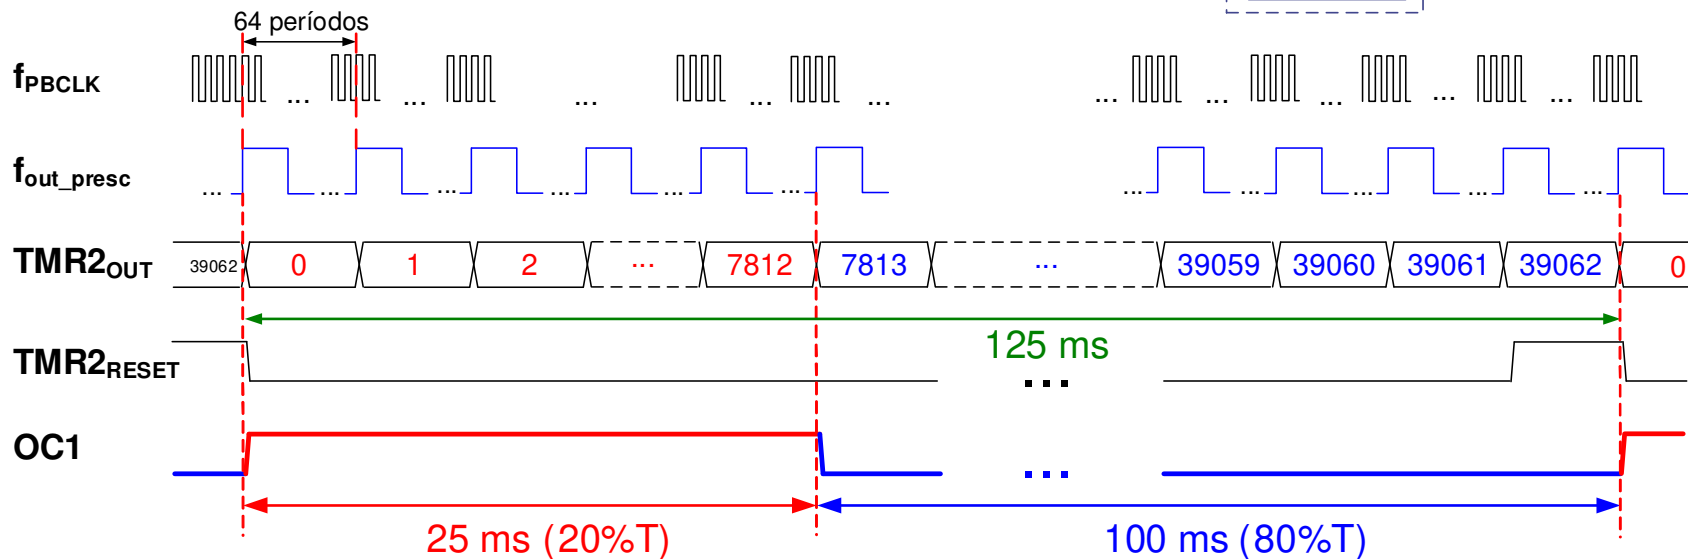 64 períodos
fPBCLK
... ... ... ... ... ... ... ... ... ...
fout_presc
... ... ... ... ... ... ... ... ... ... ...
TMR2OUT 39062 0 1 2 ... 7812 7813 ... 39059 39060 39061 39062 0
125 ms
TMR2RESET ...
OC1 ...
25 ms (20%T) 100 ms (80%T)